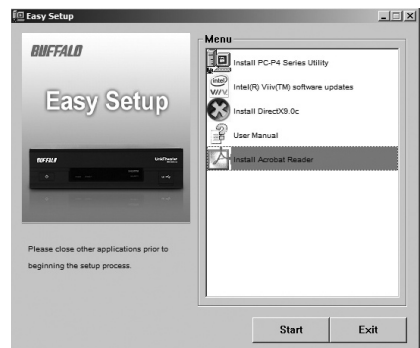 Easy Setup
BUFFALO
Easy Setup
BUFFALO
LinkTheater
Please close other applications prior to
beginning the setup process.
Menu
Install PC-P4 Series Utility
intel
Viiv
Intel(R) Viiv(TM) software updates
Install DirectX9.0c
User Manual
Install Acrobat Reader
Start
Exit